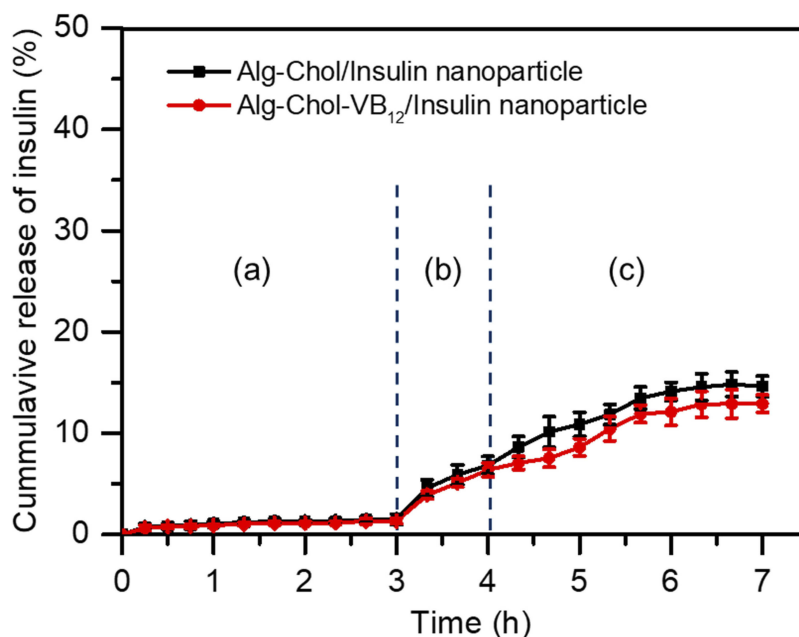 Cummulavive release of insulin (%)
50
40
30
20
10
0
Alg-Chol/Insulin nanoparticle
Alg-Chol-VB₁₂/Insulin nanoparticle
(a)
(b)
(c)
0
1
2
3
4
5
6
7
Time (h)